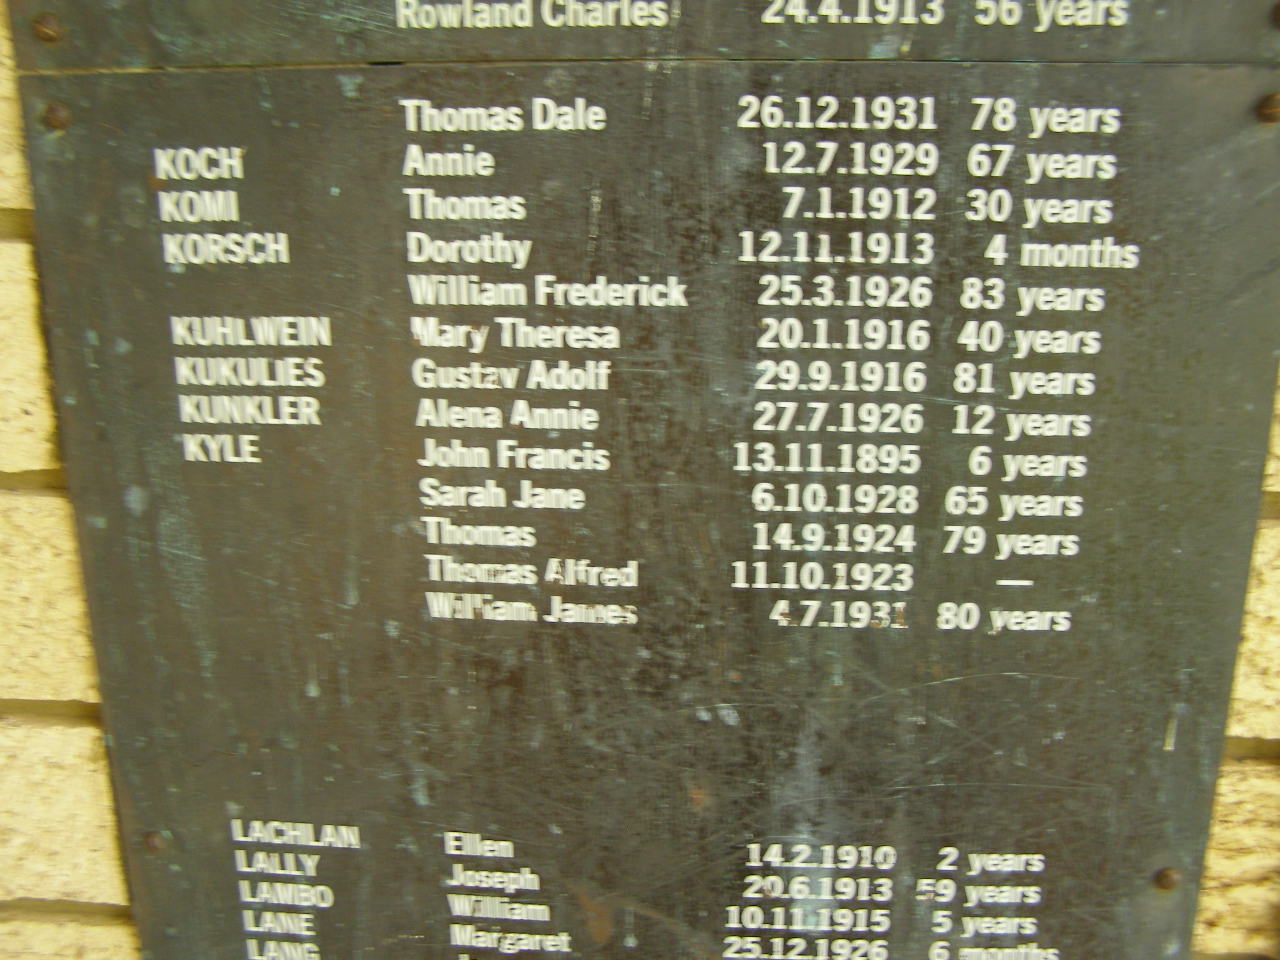 Rowland Charles 24.4.1913 56 years
Thomas Dale 26.12.1931 78 years
KOCH Annie 12.7.1929 67 years
KOMI Thomas 7.1.1912 30 years
KORSCH Dorothy 12.11.1913 4 months
William Frederick 25.3.1926 83 years
KUHLWEIN Mary Theresa 20.1.1916 40 years
KUKULIES Gustav Adolf 29.9.1916 81 years
KUNKLER Alena Annie 27.7.1926 12 years
KYLE John Francis 13.11.1895 6 years
Sarah Jane 6.10.1928 65 years
Thomas 14.9.1924 79 years
Thomas Alfred 11.10.1923 —
William James 4.7.1931 80 years
LACHLAN Ellen 14.2.1910 2 years
LALLY Joseph 20.6.1913 59 years
LAMBO William 10.11.1915 5 years
LANE Margaret 25.12.1926 6 months
LANG